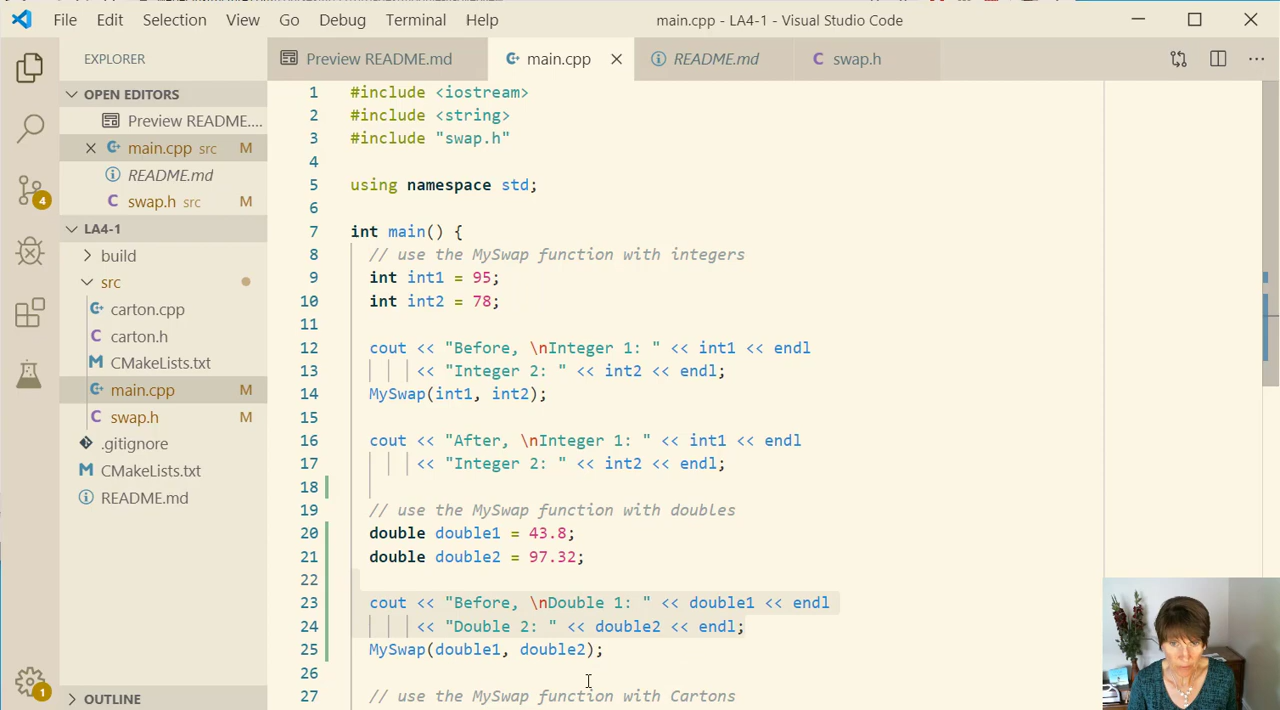 File Edit Selection View Go Debug Terminal Help main.cpp - LA4-1 - Visual Studio Code
EXPLORER
OPEN EDITORS
Preview README....
main.cpp src M
README.md
swap.h src M
LA4-1
build
src
carton.cpp
carton.h
CMakeLists.txt
main.cpp M
swap.h M
.gitignore
CMakeLists.txt
README.md
OUTLINE
4
1
Preview README.md main.cpp README.md swap.h
1 #include <iostream>
2 #include <string>
3 #include "swap.h"
4
5 using namespace std;
6
7 int main() {
8 // use the MySwap function with integers
9 int int1 = 95;
10 int int2 = 78;
11
12 cout << "Before, \nInteger 1: " << int1 << endl
13 << "Integer 2: " << int2 << endl;
14 MySwap(int1, int2);
15
16 cout << "After, \nInteger 1: " << int1 << endl
17 << "Integer 2: " << int2 << endl;
18
19 // use the MySwap function with doubles
20 double double1 = 43.8;
21 double double2 = 97.32;
22
23 cout << "Before, \nDouble 1: " << double1 << endl
24 << "Double 2: " << double2 << endl;
25 MySwap(double1, double2);
26
27 // use the MySwap function with Cartons